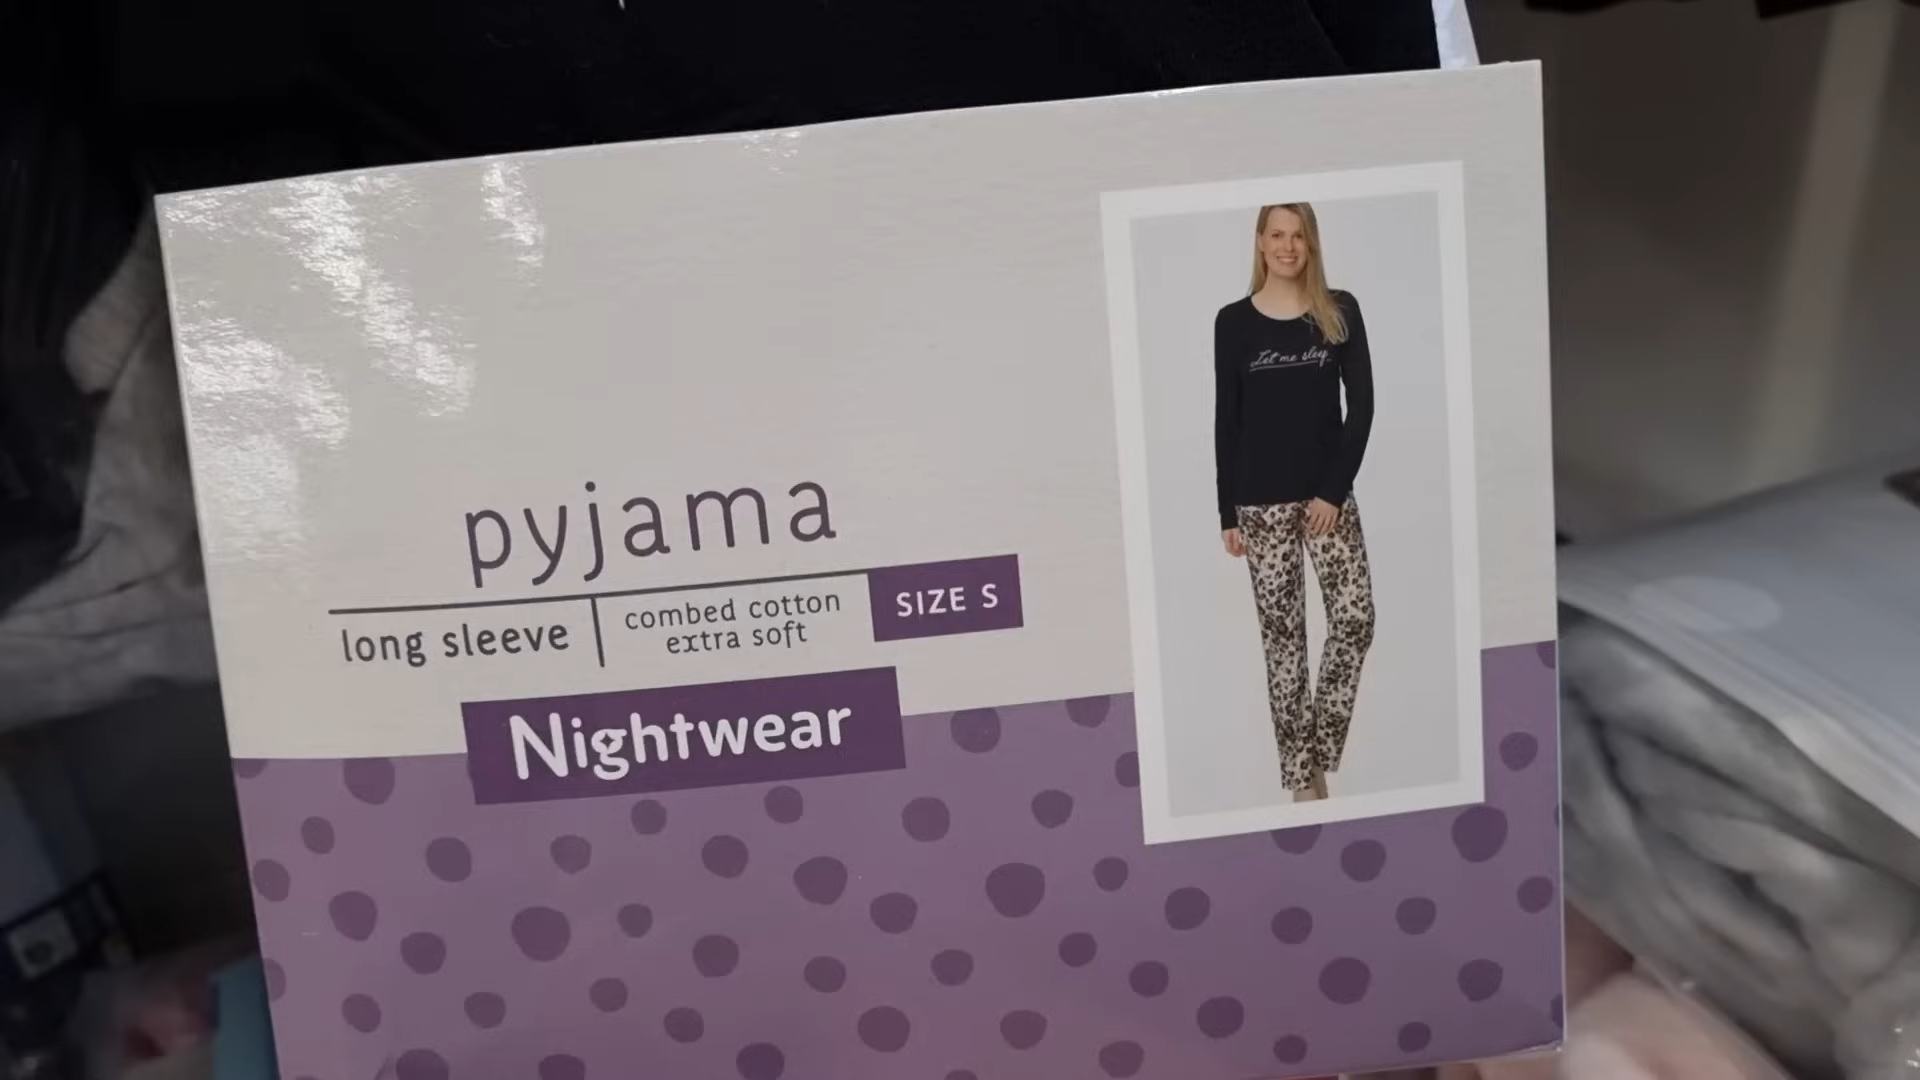 pyjama
long sleeve
combed cotton
extra soft
SIZE S
Nightwear
Let me sleep